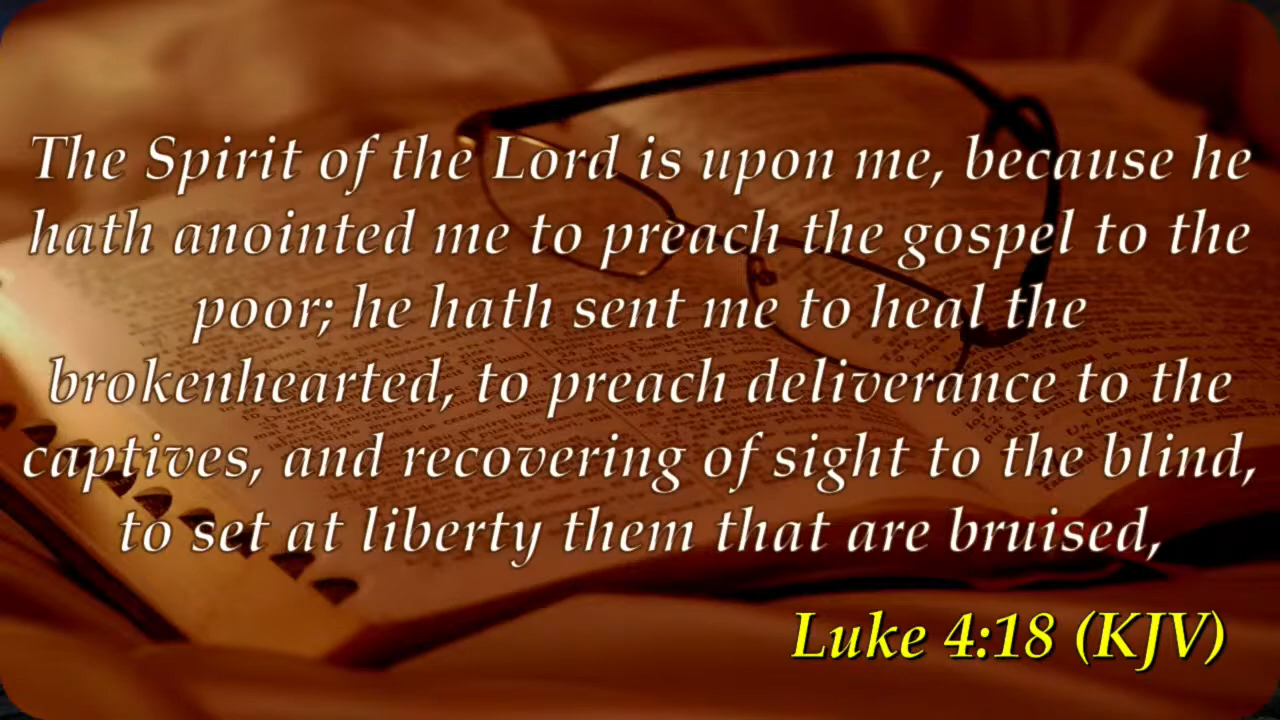 The Spirit of the Lord is upon me, because he
hath anointed me to preach the gospel to the
poor; he hath sent me to heal the
brokenhearted, to preach deliverance to the
captives, and recovering of sight to the blind,
to set at liberty them that are bruised,
Luke 4:18 (KJV)